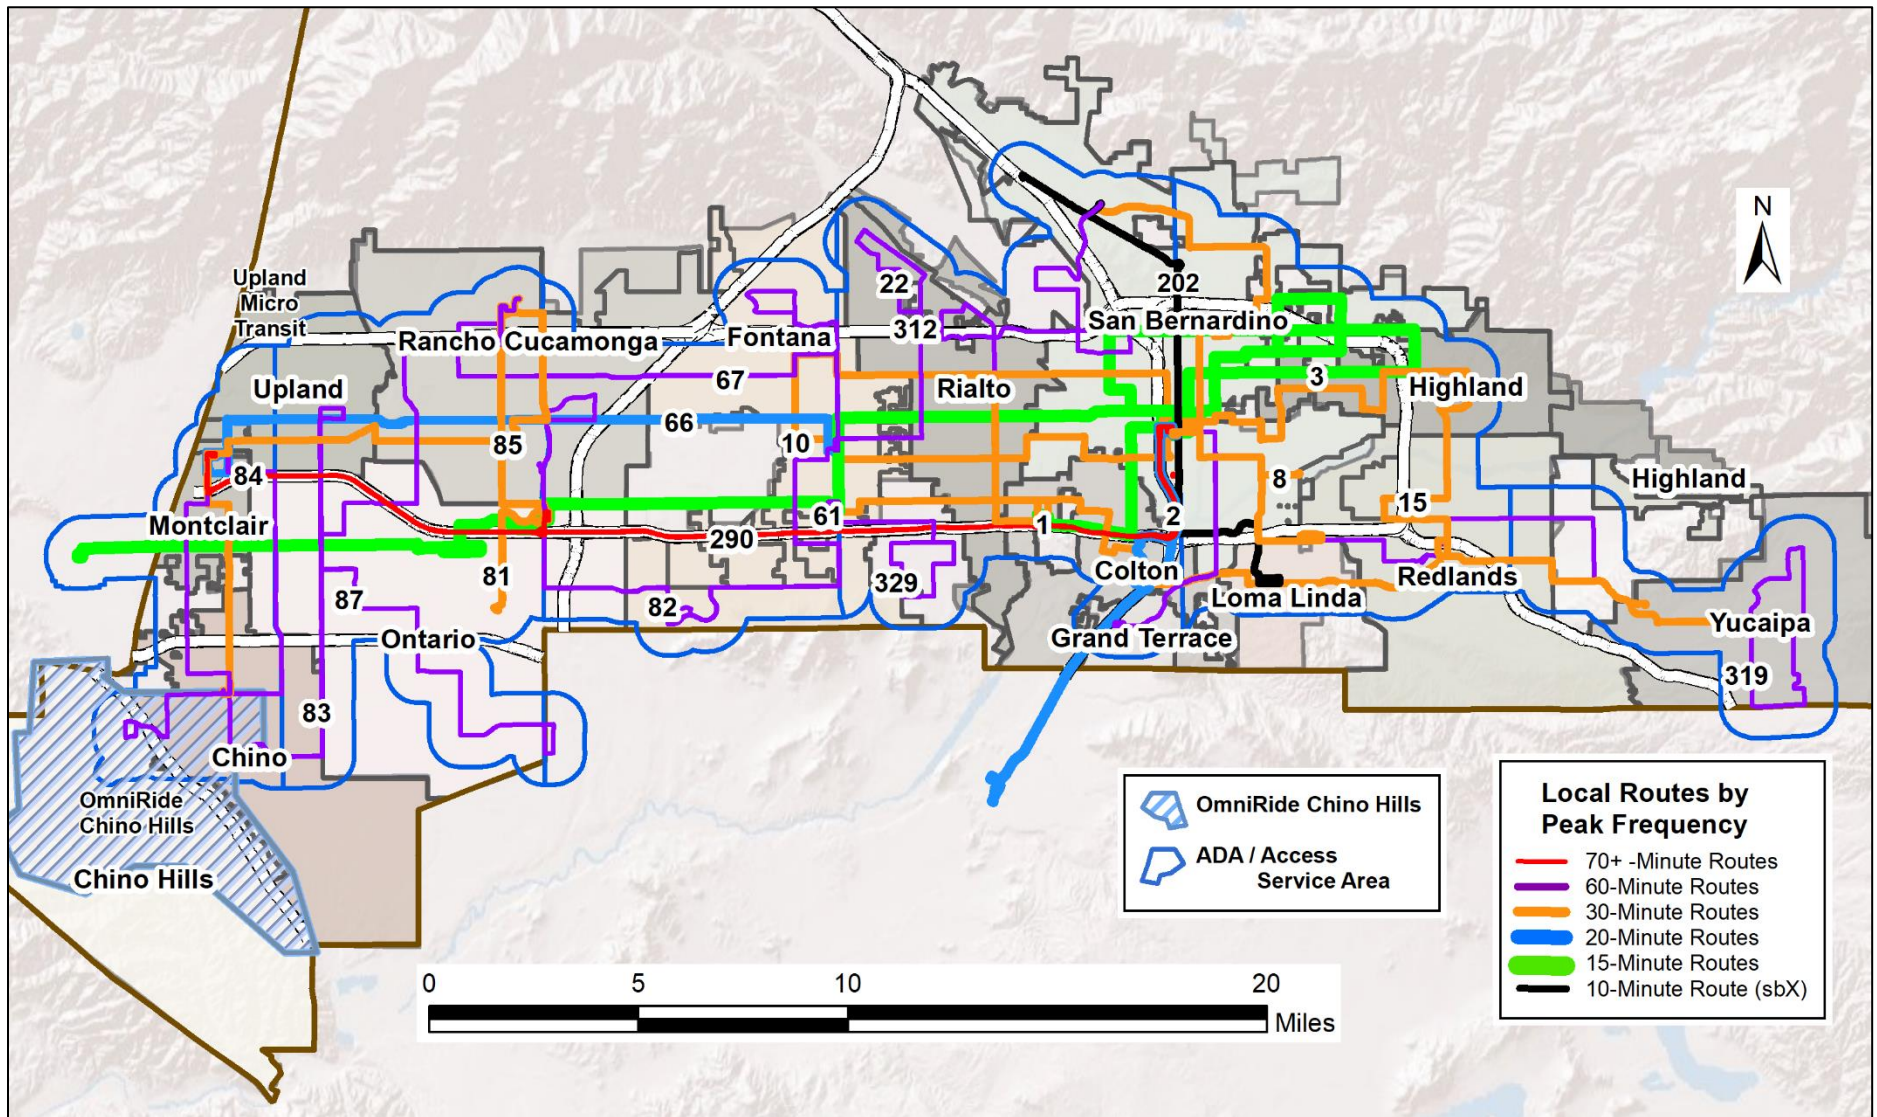 N
202
22
Upland
Micro
Transit
312
San Bernardino
Rancho Cucamonga
Fontana
67
3
Upland
Rialto
Highland
66
85
10
84
8
Highland
15
Montclair
61
1
2
290
81
329
Colton
Redlands
87
82
Loma Linda
Ontario
Grand Terrace
Yucaipa
319
83
Chino
OmniRide
Chino Hills
Chino Hills
OmniRide Chino Hills
ADA / Access
Service Area
Local Routes by
Peak Frequency
70+ -Minute Routes
60-Minute Routes
30-Minute Routes
20-Minute Routes
15-Minute Routes
10-Minute Route (sbX)
0 5 10 20
Miles